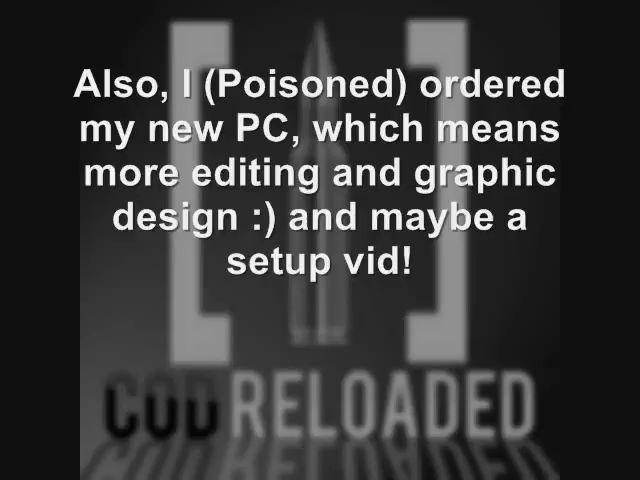 Also, I (Poisoned) ordered
my new PC, which means
more editing and graphic
design :) and maybe a
setup vid!
COD RELOADED